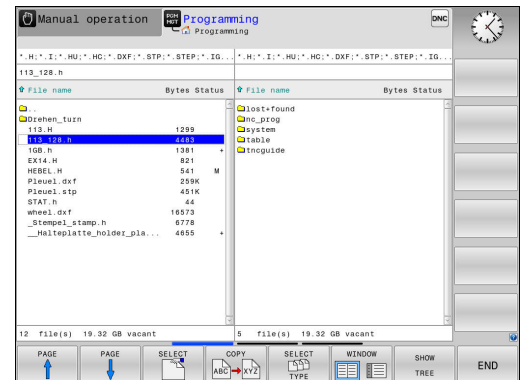 Manual operation
PGM MGT
Programming
Programming
DNC
*.H;*.I;*.HU;*.HC;*.DXF;*.STP;*.STEP;*.IG...
*.H;*.I;*.HU;*.HC;*.DXF;*.STP;*.STEP;*.IG...
113_128.h
File name Bytes Status
File name Bytes Status
..
Drehen_turn
113.H 1299
113_128.h 4483
1GB.h 1381 +
EX14.H 821
HEBEL.H 541 M
Pleuel.dxf 259K
Pleuel.stp 451K
STAT.h 44
wheel.dxf 16573
_Stempel_stamp.h 6778
__Halteplatte_holder_pla... 4655 +
12 file(s) 19.32 GB vacant
lost+found
nc_prog
system
table
tncguide
5 file(s) 19.32 GB vacant
PAGE
PAGE
SELECT
COPY
ABC XYZ
SELECT
TYPE
WINDOW
SHOW
TREE
END